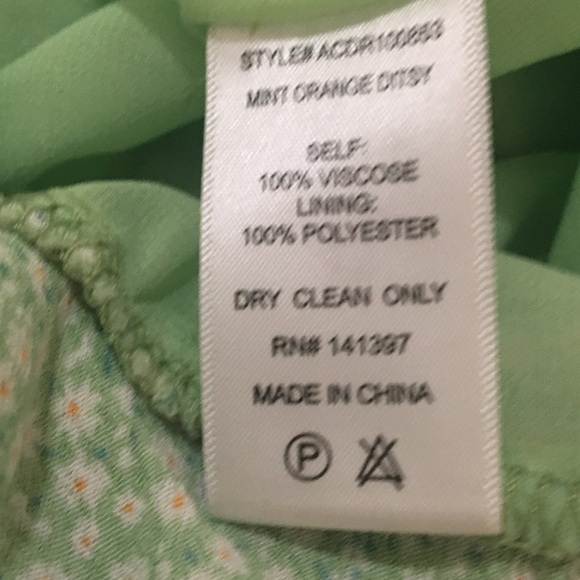 STYLE# ACDR100853
MINT ORANGE DITSY
SELF:
100% VISCOSE
LINING:
100% POLYESTER
DRY CLEAN ONLY
RN# 141397
MADE IN CHINA
P